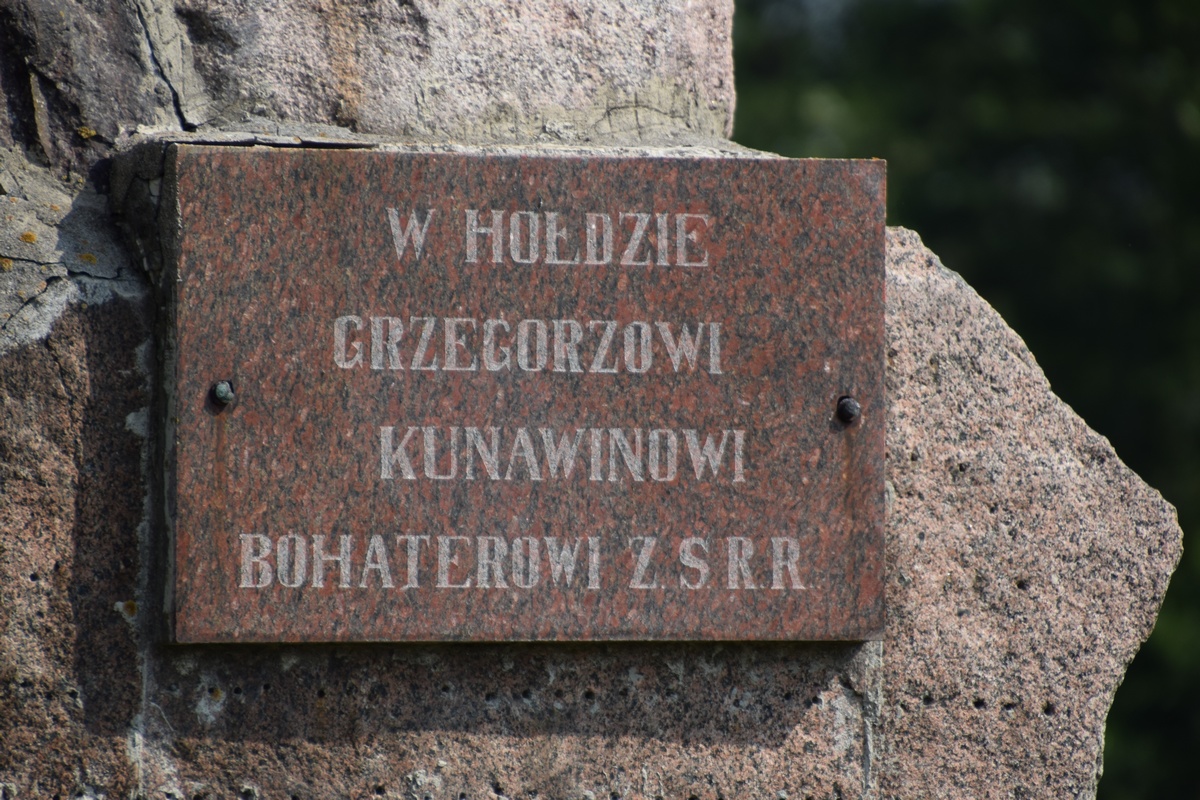 W HOŁDZIE
GRZEGORZOWI
KUNAWINOWI
BOHATEROWI Z.S.R.R.